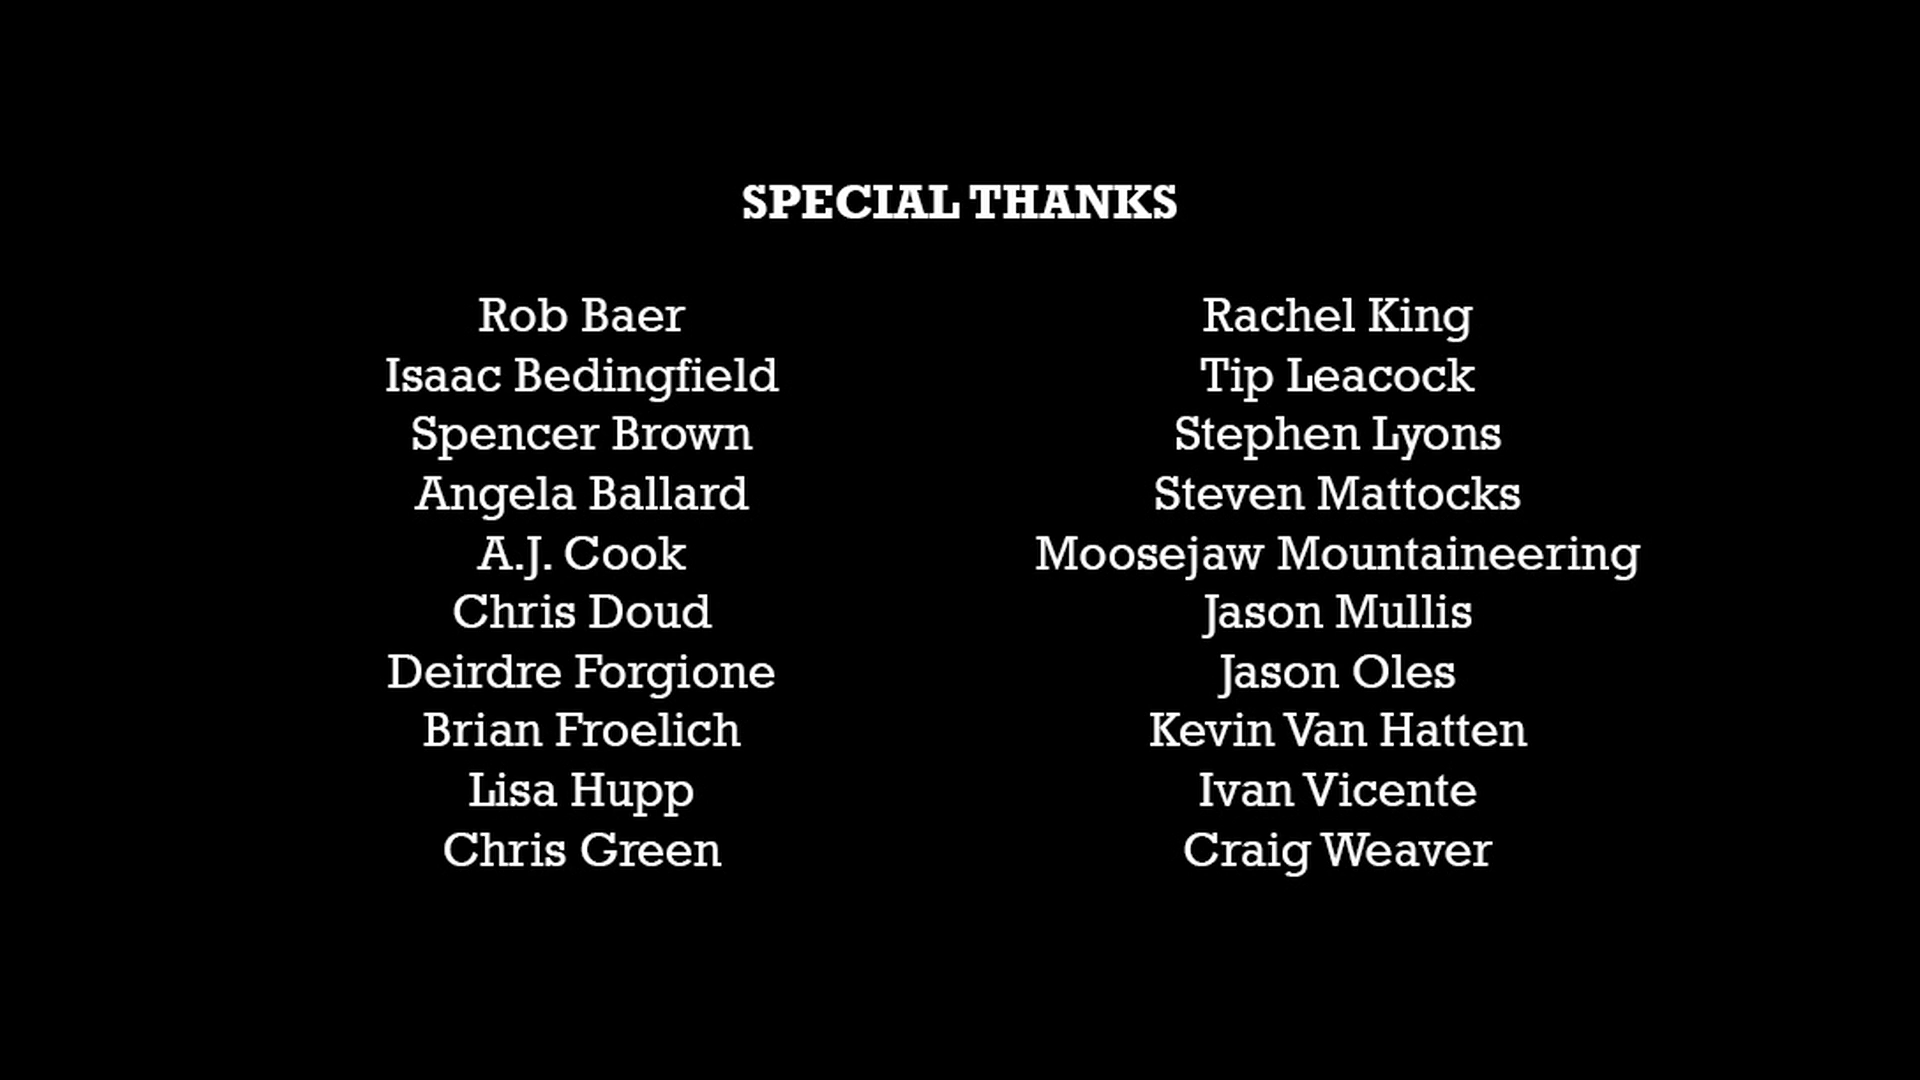 SPECIAL THANKS
Rob Baer
Isaac Bedingfield
Spencer Brown
Angela Ballard
A.J. Cook
Chris Doud
Deirdre Forgione
Brian Froelich
Lisa Hupp
Chris Green
Rachel King
Tip Leacock
Stephen Lyons
Steven Mattocks
Moosejaw Mountaineering
Jason Mullis
Jason Oles
Kevin Van Hatten
Ivan Vicente
Craig Weaver